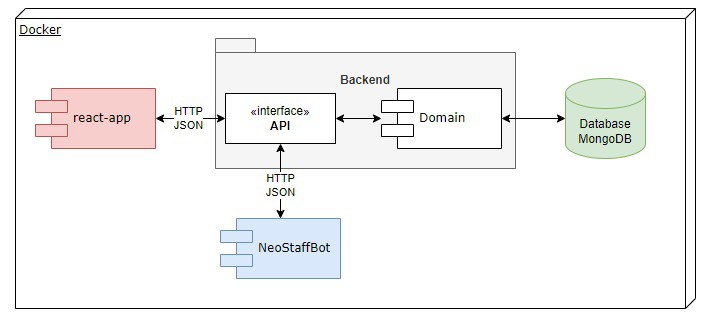 Docker
Backend
react-app
HTTP
JSON
«interface»
API
Domain
Database
MongoDB
HTTP
JSON
NeoStaffBot